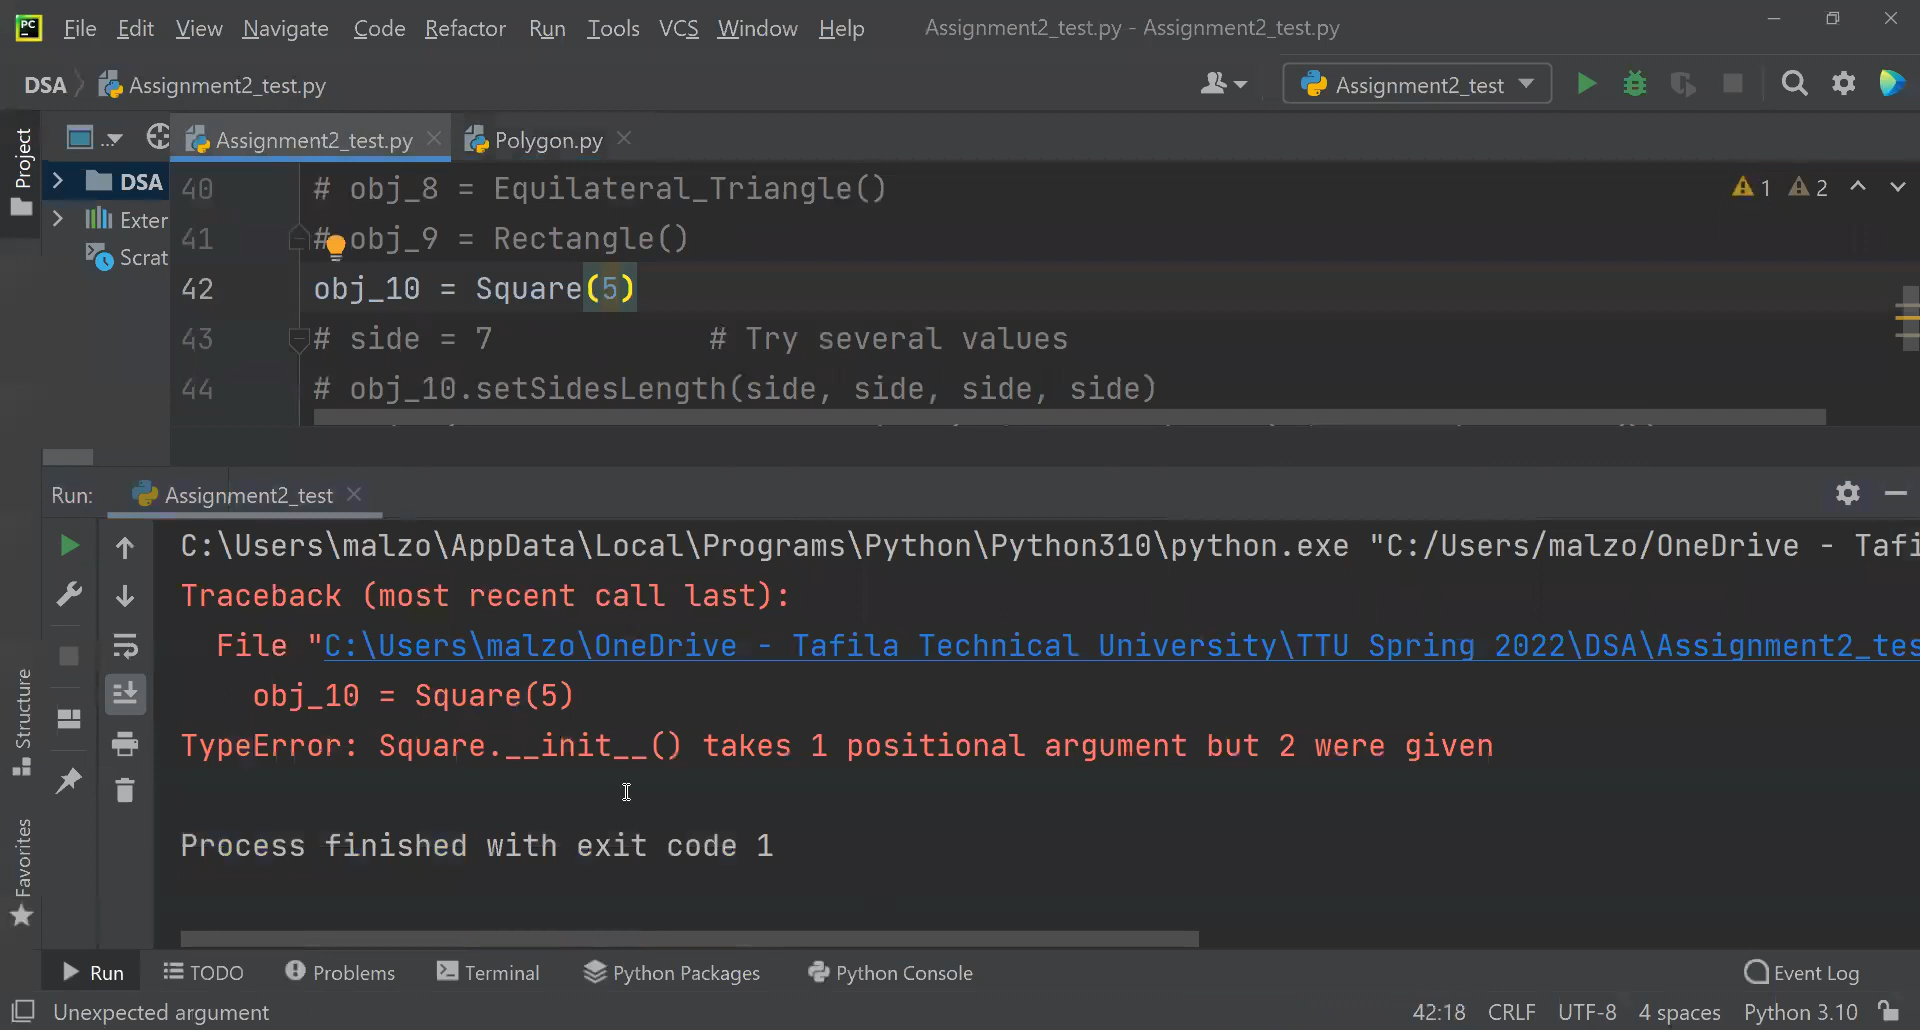 PC File Edit View Navigate Code Refactor Run Tools VCS Window Help Assignment2_test.py - Assignment2_test.py
DSA Assignment2_test.py Assignment2_test
Project
... Assignment2_test.py Polygon.py
DSA
Exter
Scrat
40 # obj_8 = Equilateral_Triangle() 1 2
41 # obj_9 = Rectangle()
42 obj_10 = Square(5)
43 # side = 7 # Try several values
44 # obj_10.setSidesLength(side, side, side, side)
Run: Assignment2_test
C:\Users\malzo\AppData\Local\Programs\Python\Python310\python.exe "C:/Users/malzo/OneDrive - Tafi
Traceback (most recent call last):
File "C:\Users\malzo\OneDrive - Tafila Technical University\TTU Spring 2022\DSA\Assignment2_tes
obj_10 = Square(5)
TypeError: Square.__init__() takes 1 positional argument but 2 were given
Process finished with exit code 1
Structure
Favorites
Run TODO Problems Terminal Python Packages Python Console Event Log
Unexpected argument 42:18 CRLF UTF-8 4 spaces Python 3.10